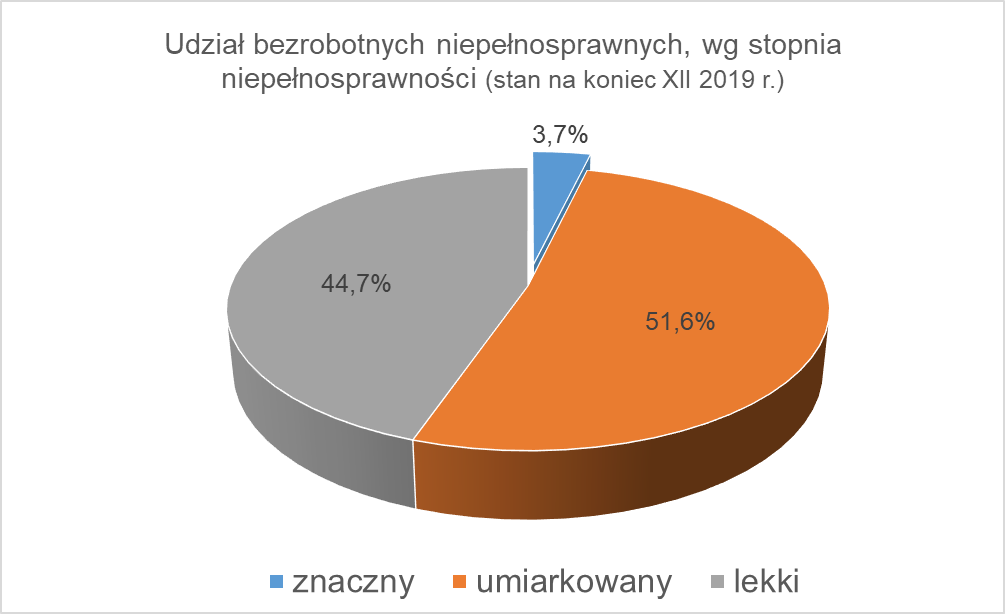 Udział bezrobotnych niepełnosprawnych, wg stopnia
niepełnosprawności (stan na koniec XII 2019 r.)
3,7%
44,7%
51,6%
znaczny umiarkowany lekki